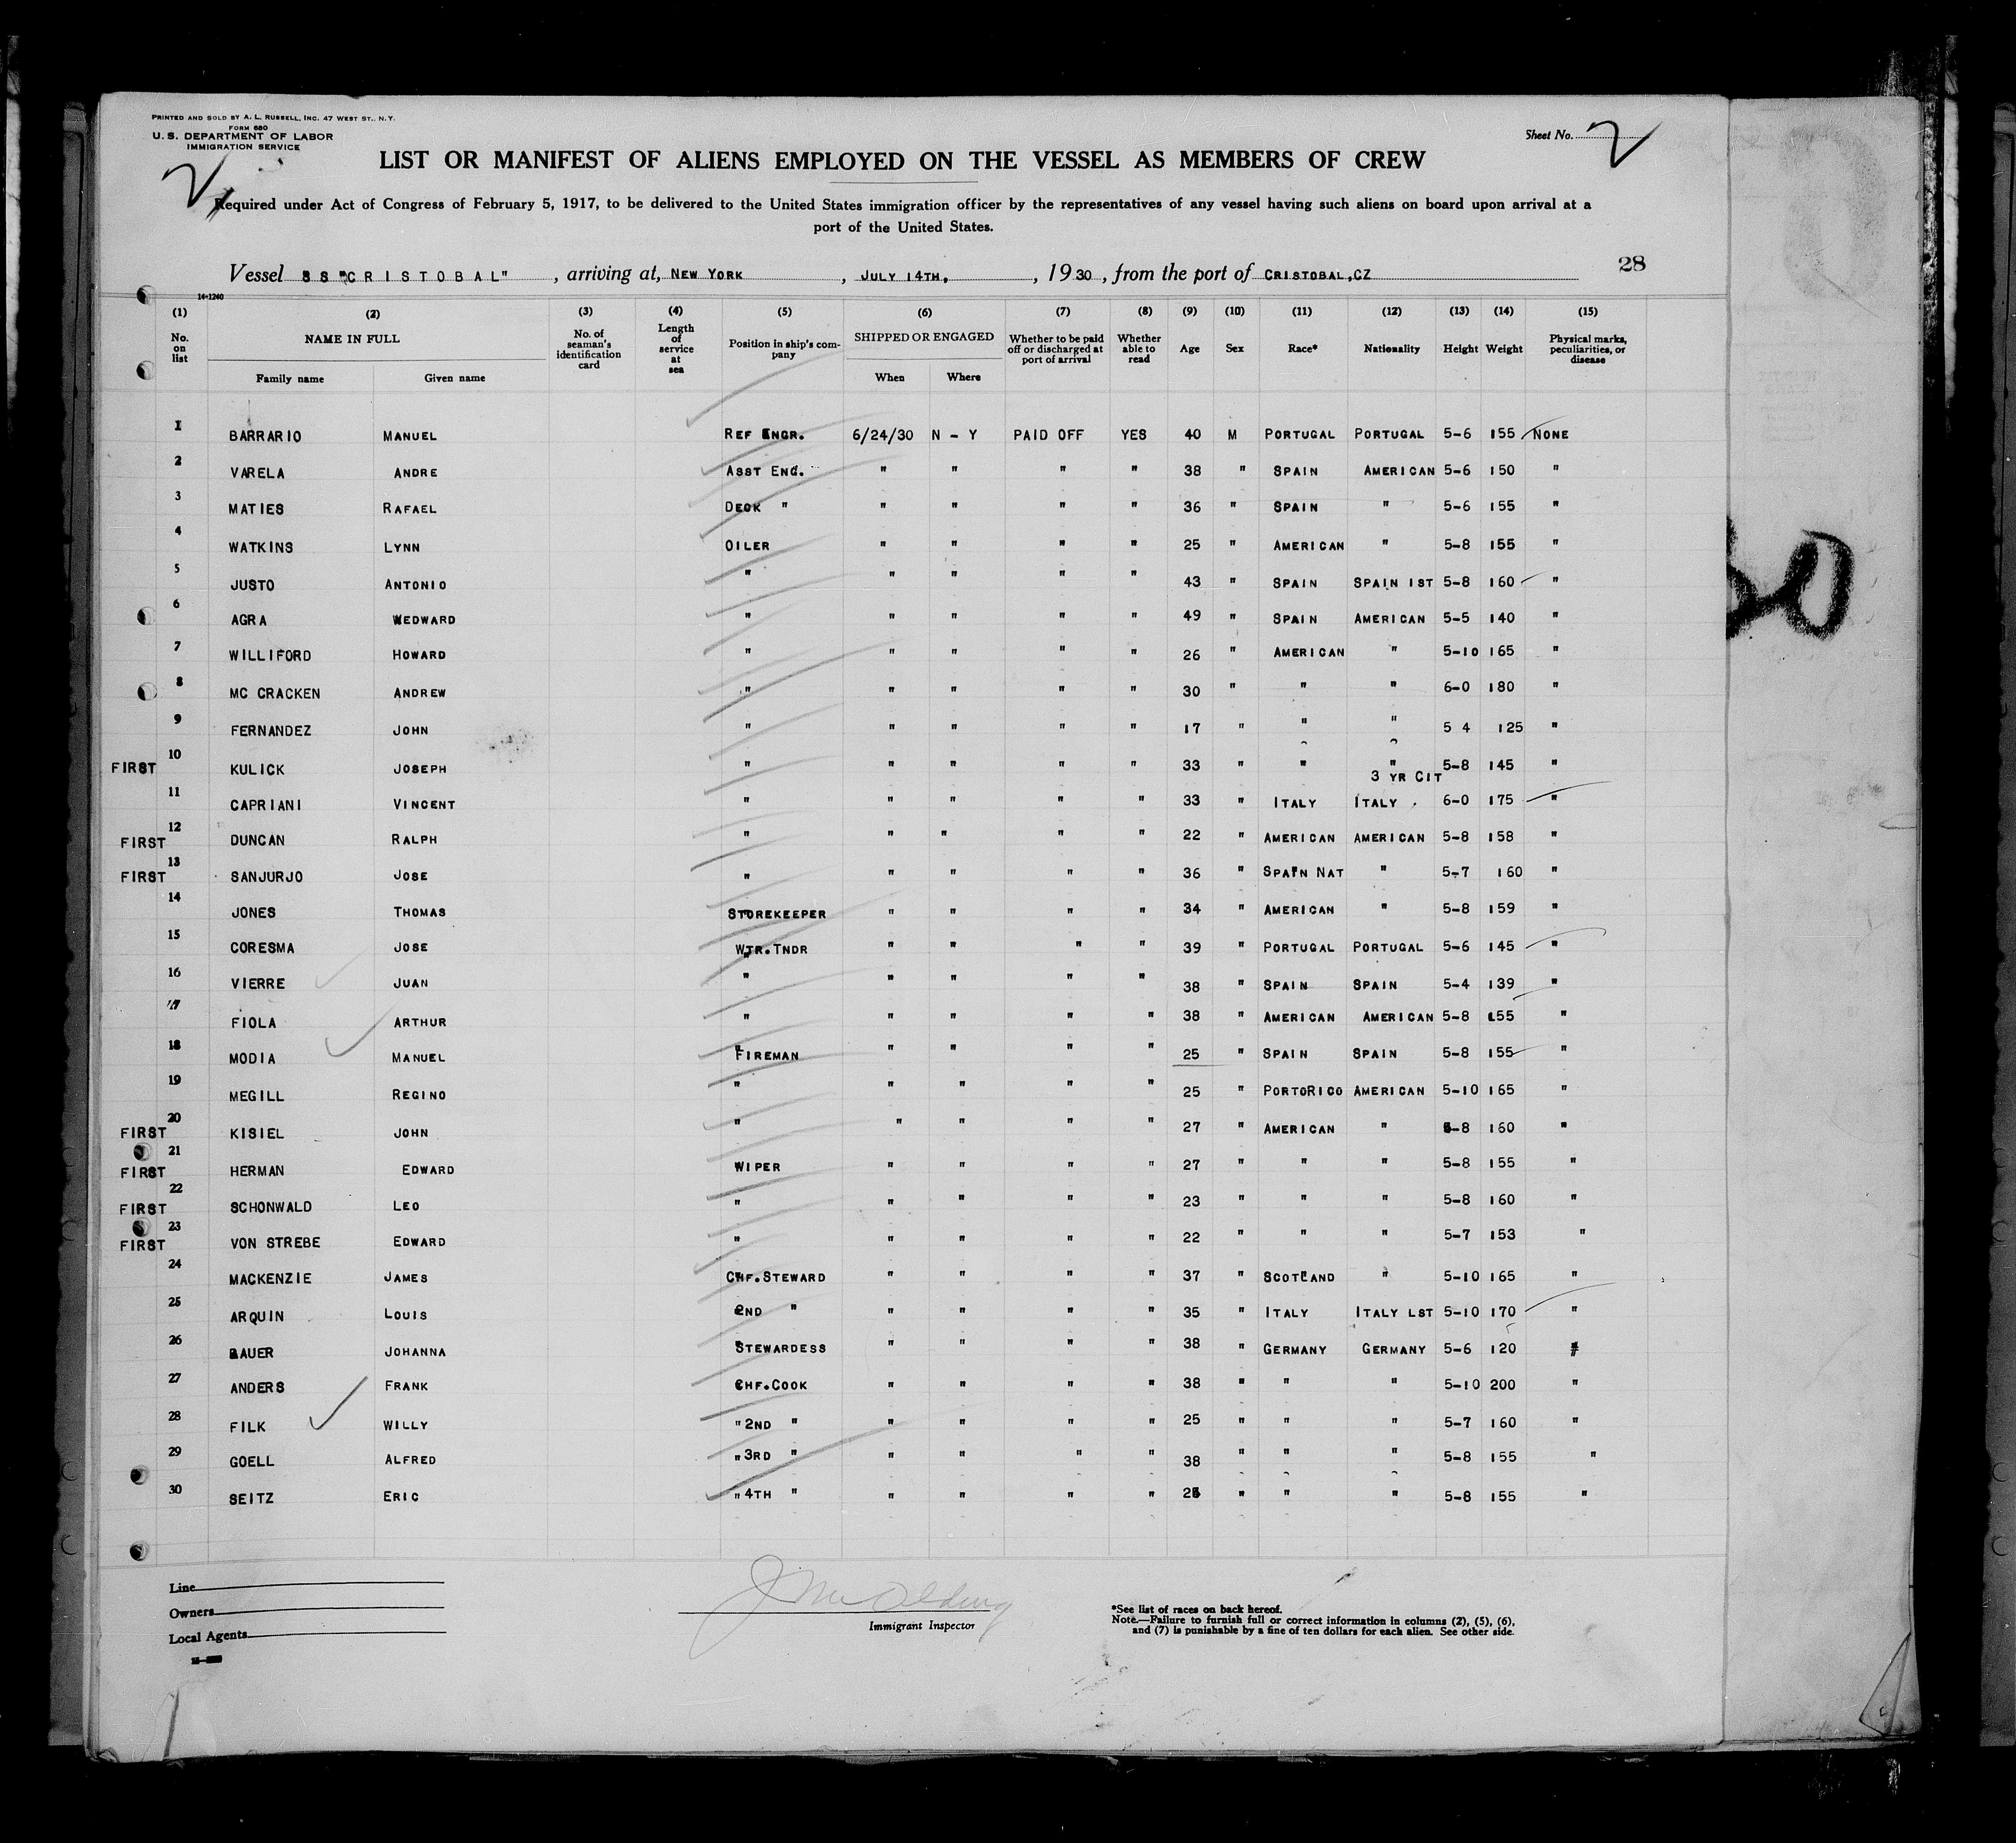 PRINTED AND SOLD BY A. L. RUSSELL, INC. 47 WEST ST., N.Y.
FORM 680
U. S. DEPARTMENT OF LABOR
IMMIGRATION SERVICE
Sheet No. 2
2
LIST OR MANIFEST OF ALIENS EMPLOYED ON THE VESSEL AS MEMBERS OF CREW
Required under Act of Congress of February 5, 1917, to be delivered to the United States immigration officer by the representatives of any vessel having such aliens on board upon arrival at a
port of the United States.
Vessel SS "CRISTOBAL" , arriving at, NEW YORK , JULY 14TH, , 1930 , from the port of CRISTOBAL,CZ
28
14-1240
(1) (2) (3) (4) (5) (6) (7) (8) (9) (10) (11) (12) (13) (14) (15)
No. on list NAME IN FULL No. of seaman's identification card Length of service at sea Position in ship's company SHIPPED OR ENGAGED Whether to be paid off or discharged at port of arrival Whether able to read Age Sex Race* Nationality Height Weight Physical marks, peculiarities, or disease
Family name Given name When Where
1 BARRARIO MANUEL REF ENGR. 6/24/30 N - Y PAID OFF YES 40 M PORTUGAL PORTUGAL 5-6 155 NONE
2 VARELA ANDRE ASST ENG. " " " " 38 " SPAIN AMERICAN 5-6 150 "
3 MATIES RAFAEL DECK " " " " " 36 " SPAIN " 5-6 155 "
4 WATKINS LYNN OILER " " " " 25 " AMERICAN " 5-8 155 "
5 JUSTO ANTONIO " " " " " 43 " SPAIN SPAIN 1ST 5-8 160 "
6 AGRA WEDWARD " " " " " 49 " SPAIN AMERICAN 5-5 140 "
7 WILLIFORD HOWARD " " " " " 26 " AMERICAN " 5-10 165 "
8 MC CRACKEN ANDREW " " " " " 30 " " " 6-0 180 "
9 FERNANDEZ JOHN " " " " " 17 " " " 5 4 125 "
FIRST 10 KULICK JOSEPH " " " " " 33 " " " 5-8 145 "
3 YR CIT
11 CAPRIANI VINCENT " " " " " 33 " ITALY ITALY . 6-0 175 "
FIRST 12 DUNCAN RALPH " " " " " 22 " AMERICAN AMERICAN 5-8 158 "
FIRST 13 SANJURJO JOSE " " " " " 36 " SPAIN NAT " 5-7 160 "
14 JONES THOMAS STOREKEEPER " " " " 34 " AMERICAN " 5-8 159 "
15 CORESMA JOSE WTR.TNDR " " " " 39 " PORTUGAL PORTUGAL 5-6 145 "
16 VIERRE JUAN " " " " " 38 " SPAIN SPAIN 5-4 139 "
17 FIOLA ARTHUR " " " " " 38 " AMERICAN AMERICAN 5-8 155 "
18 MODIA MANUEL FIREMAN " " " " 25 " SPAIN SPAIN 5-8 155 "
19 MEGILL REGINO " " " " " 25 " PORTORICO AMERICAN 5-10 165 "
FIRST 20 KISIEL JOHN " " " " " 27 " AMERICAN " 5-8 160 "
FIRST 21 HERMAN EDWARD WIPER " " " " 27 " " " 5-8 155 "
FIRST 22 SCHONWALD LEO " " " " " 23 " " " 5-8 160 "
FIRST 23 VON STREBE EDWARD " " " " " 22 " " " 5-7 153 "
24 MACKENZIE JAMES CHF.STEWARD " " " " 37 " SCOTLAND " 5-10 165 "
25 ARQUIN LOUIS 2ND " " " " " 35 " ITALY ITALY LST 5-10 170 "
26 BAUER JOHANNA STEWARDESS " " " " 38 " GERMANY GERMANY 5-6 120 "
27 ANDERS FRANK CHF.COOK " " " " 38 " " " 5-10 200 "
28 FILK WILLY " 2ND " " " " " 25 " " " 5-7 160 "
29 GOELL ALFRED " 3RD " " " " " 38 " " " 5-8 155 "
30 SEITZ ERIC " 4TH " " " " " " " " 5-8 155 "
Line
Owners
Local Agents
Immigrant Inspector
*See list of races on back hereof.
Note.—Failure to furnish full or correct information in columns (2), (5), (6),
and (7) is punishable by a fine of ten dollars for each alien. See other side.